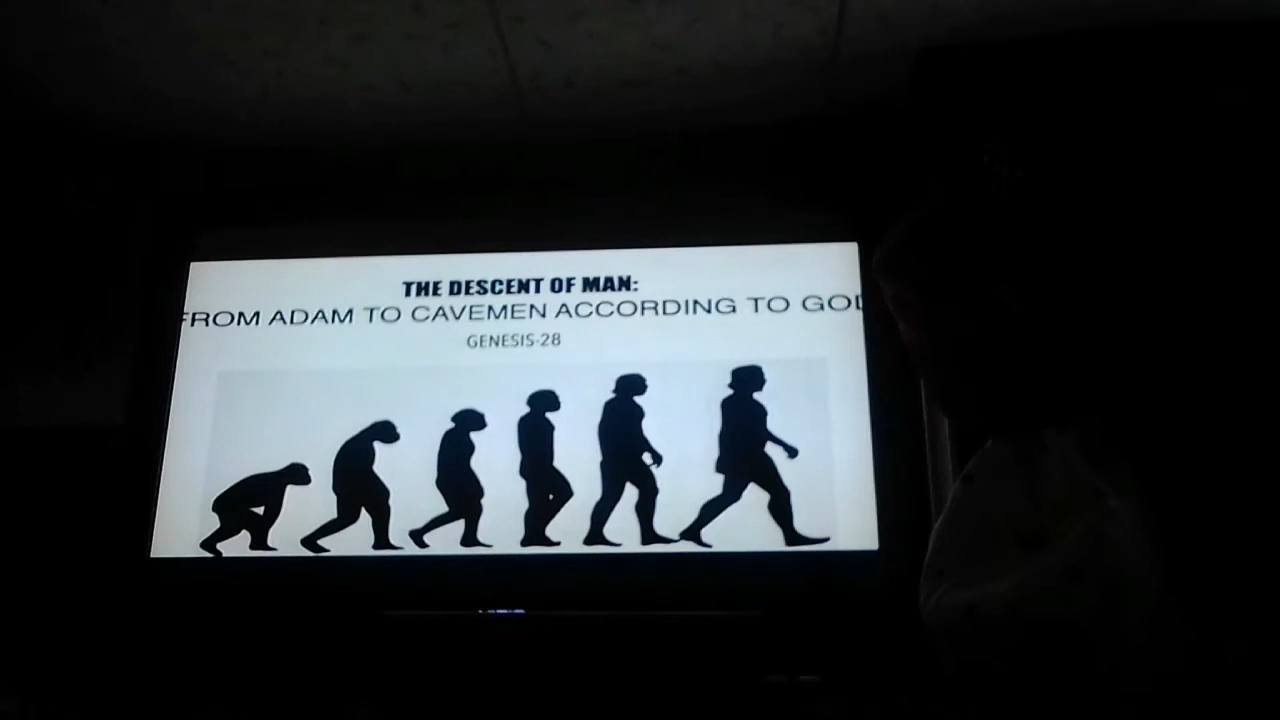 THE DESCENT OF MAN:
FROM ADAM TO CAVEMEN ACCORDING TO GOD
GENESIS-28